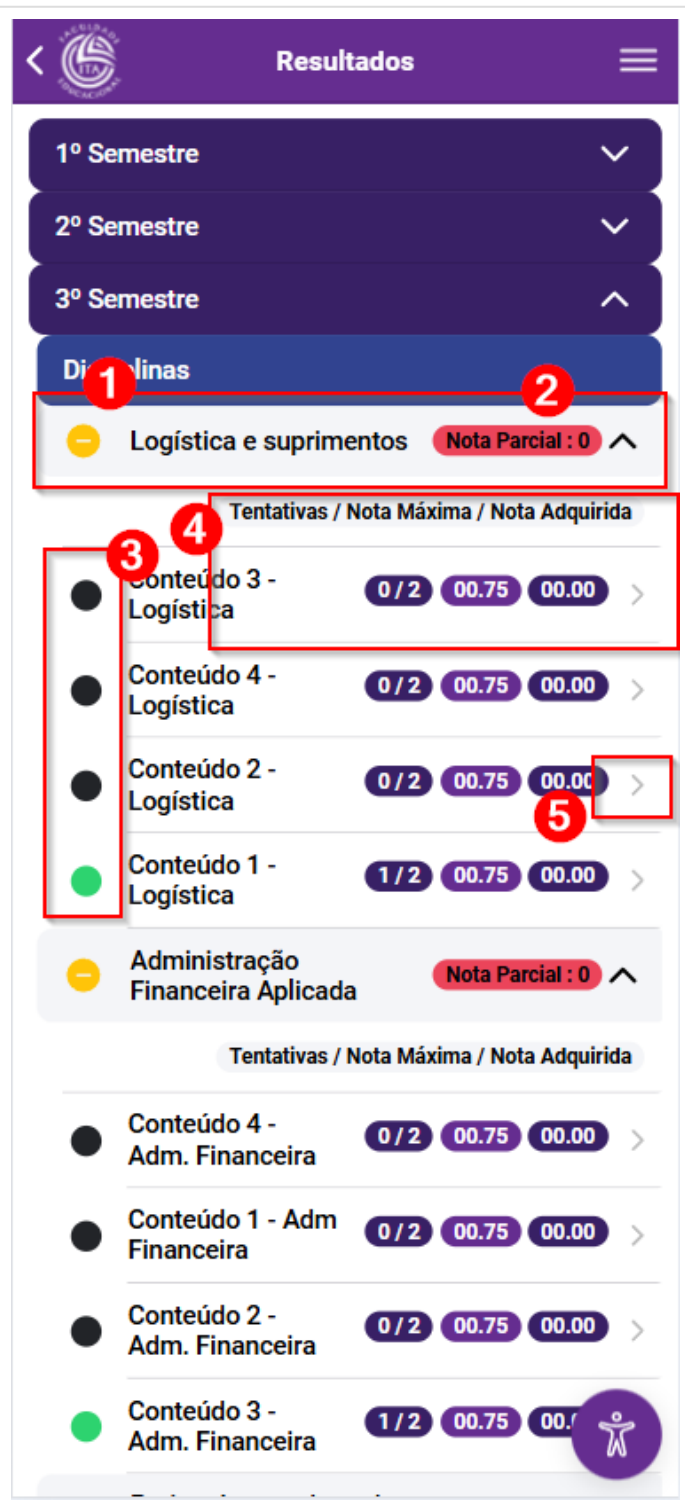 FACULDADE
ITA
EDUCACIONAL
Resultados
1º Semestre
2º Semestre
3º Semestre
1
2
Logística e suprimentos Nota Parcial : 0
4
Tentativas / Nota Máxima / Nota Adquirida
3
Conteúdo 3 -
Logística
0 / 2 00.75 00.00
Conteúdo 4 -
Logística
0 / 2 00.75 00.00
Conteúdo 2 -
Logística
0 / 2 00.75 00.00
5
Conteúdo 1 -
Logística
1 / 2 00.75 00.00
Administração
Financeira Aplicada
Nota Parcial : 0
Tentativas / Nota Máxima / Nota Adquirida
Conteúdo 4 -
Adm. Financeira
0 / 2 00.75 00.00
Conteúdo 1 - Adm
Financeira
0 / 2 00.75 00.00
Conteúdo 2 -
Adm. Financeira
0 / 2 00.75 00.00
Conteúdo 3 -
Adm. Financeira
1 / 2 00.75